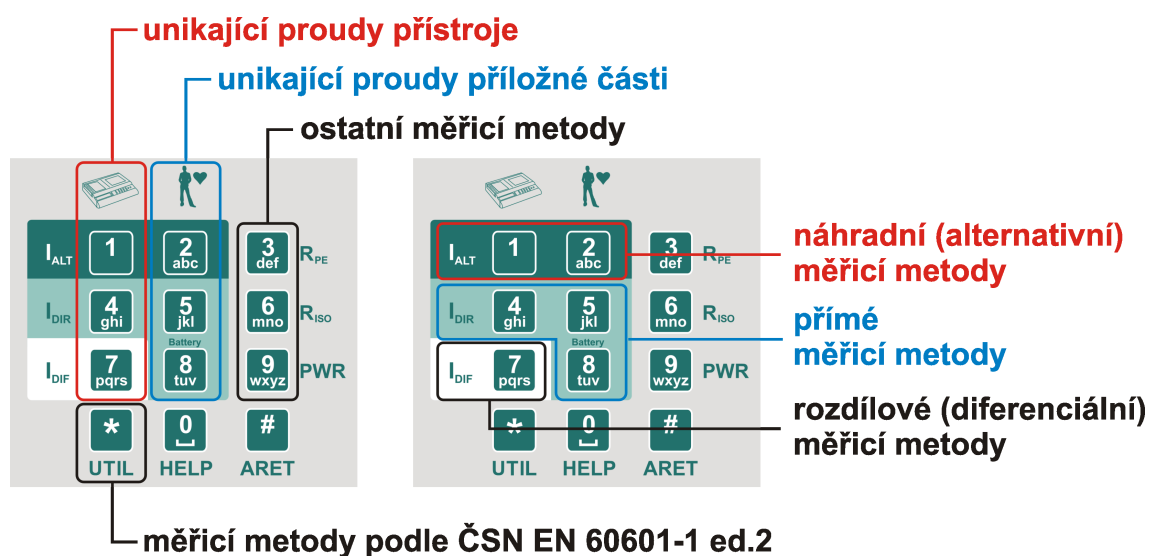 unikající proudy přístroje
unikající proudy příložné části
ostatní měřicí metody
I ALT 1 2 abc 3 def R PE
I DIR 4 ghi 5 jkl 6 mno R ISO
Battery
I DIF 7 pqrs 8 tuv 9 wxyz PWR
* 0 #
UTIL HELP ARET
měřicí metody podle ČSN EN 60601-1 ed.2
I ALT 1 2 abc 3 def R PE
I DIR 4 ghi 5 jkl 6 mno R ISO
Battery
I DIF 7 pqrs 8 tuv 9 wxyz PWR
* 0 #
UTIL HELP ARET
náhradní (alternativní)
měřicí metody
přímé
měřicí metody
rozdílové (diferenciální)
měřicí metody